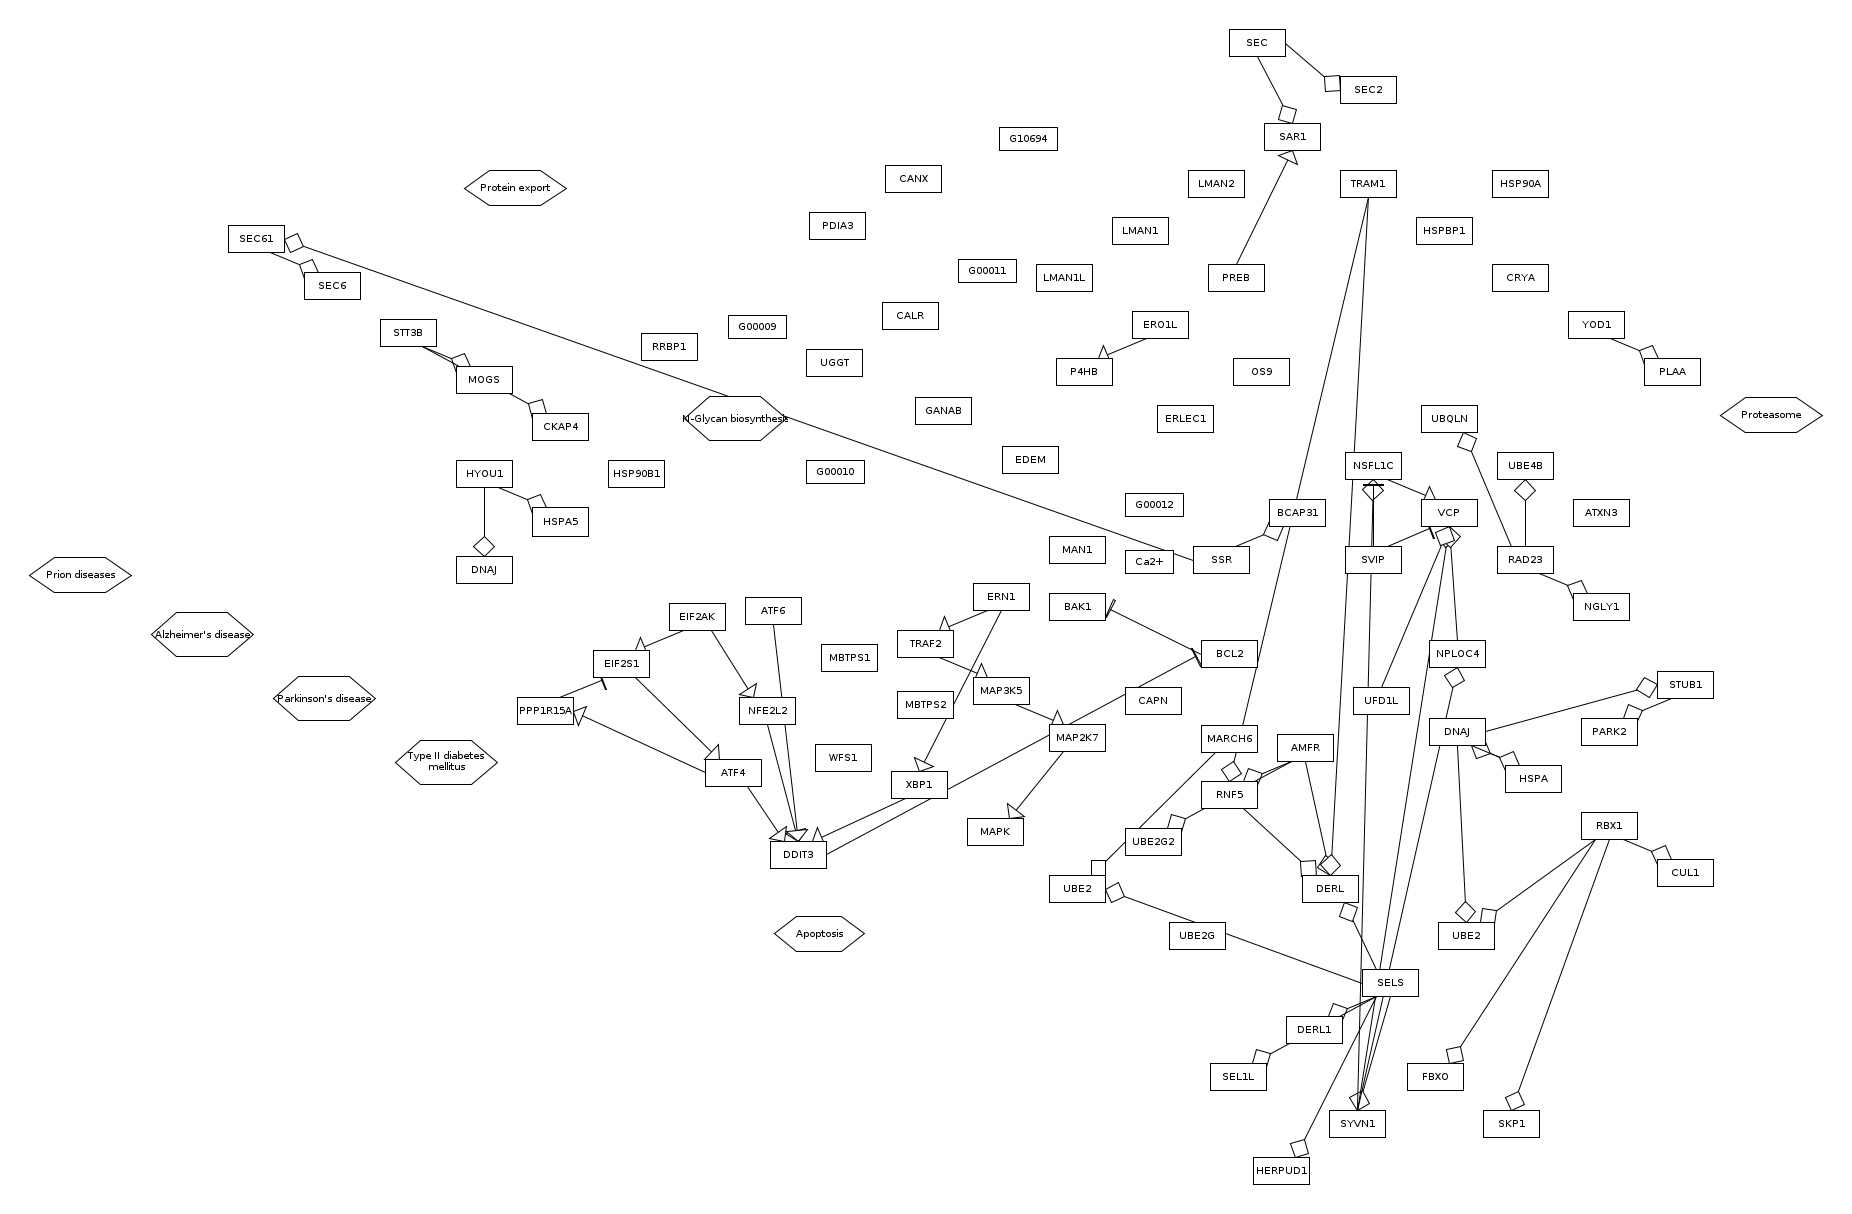 SEC
SEC2
SAR1
G10694
CANX
Protein export
LMAN2
TRAM1
HSP90A
PDIA3
LMAN1
HSPBP1
SEC61
G00011
LMAN1L
PREB
CRYA
SEC6
CALR
ERO1L
YOD1
G00009
STT3B
RRBP1
UGGT
P4HB
OS9
PLAA
MOGS
GANAB
ERLEC1
UBQLN
Proteasome
N-Glycan biosynthesis
CKAP4
EDEM
NSFL1C
UBE4B
HYOU1
HSP90B1
G00010
G00012
BCAP31
VCP
ATXN3
HSPA5
MAN1
Ca2+
SSR
SVIP
RAD23
DNAJ
Prion diseases
ERN1
BAK1
NGLY1
ATF6
EIF2AK
Alzheimer's disease
TRAF2
BCL2
NPLOC4
MBTPS1
EIF2S1
STUB1
MAP3K5
Parkinson's disease
CAPN
UFD1L
MBTPS2
PPP1R15A
NFE2L2
MAP2K7
MARCH6
DNAJ
PARK2
AMFR
Type II diabetes
mellitus
WFS1
ATF4
HSPA
XBP1
RNF5
RBX1
MAPK
UBE2G2
DDIT3
CUL1
UBE2
DERL
Apoptosis
UBE2G
UBE2
SELS
DERL1
SEL1L
FBXO
SYVN1
SKP1
HERPUD1